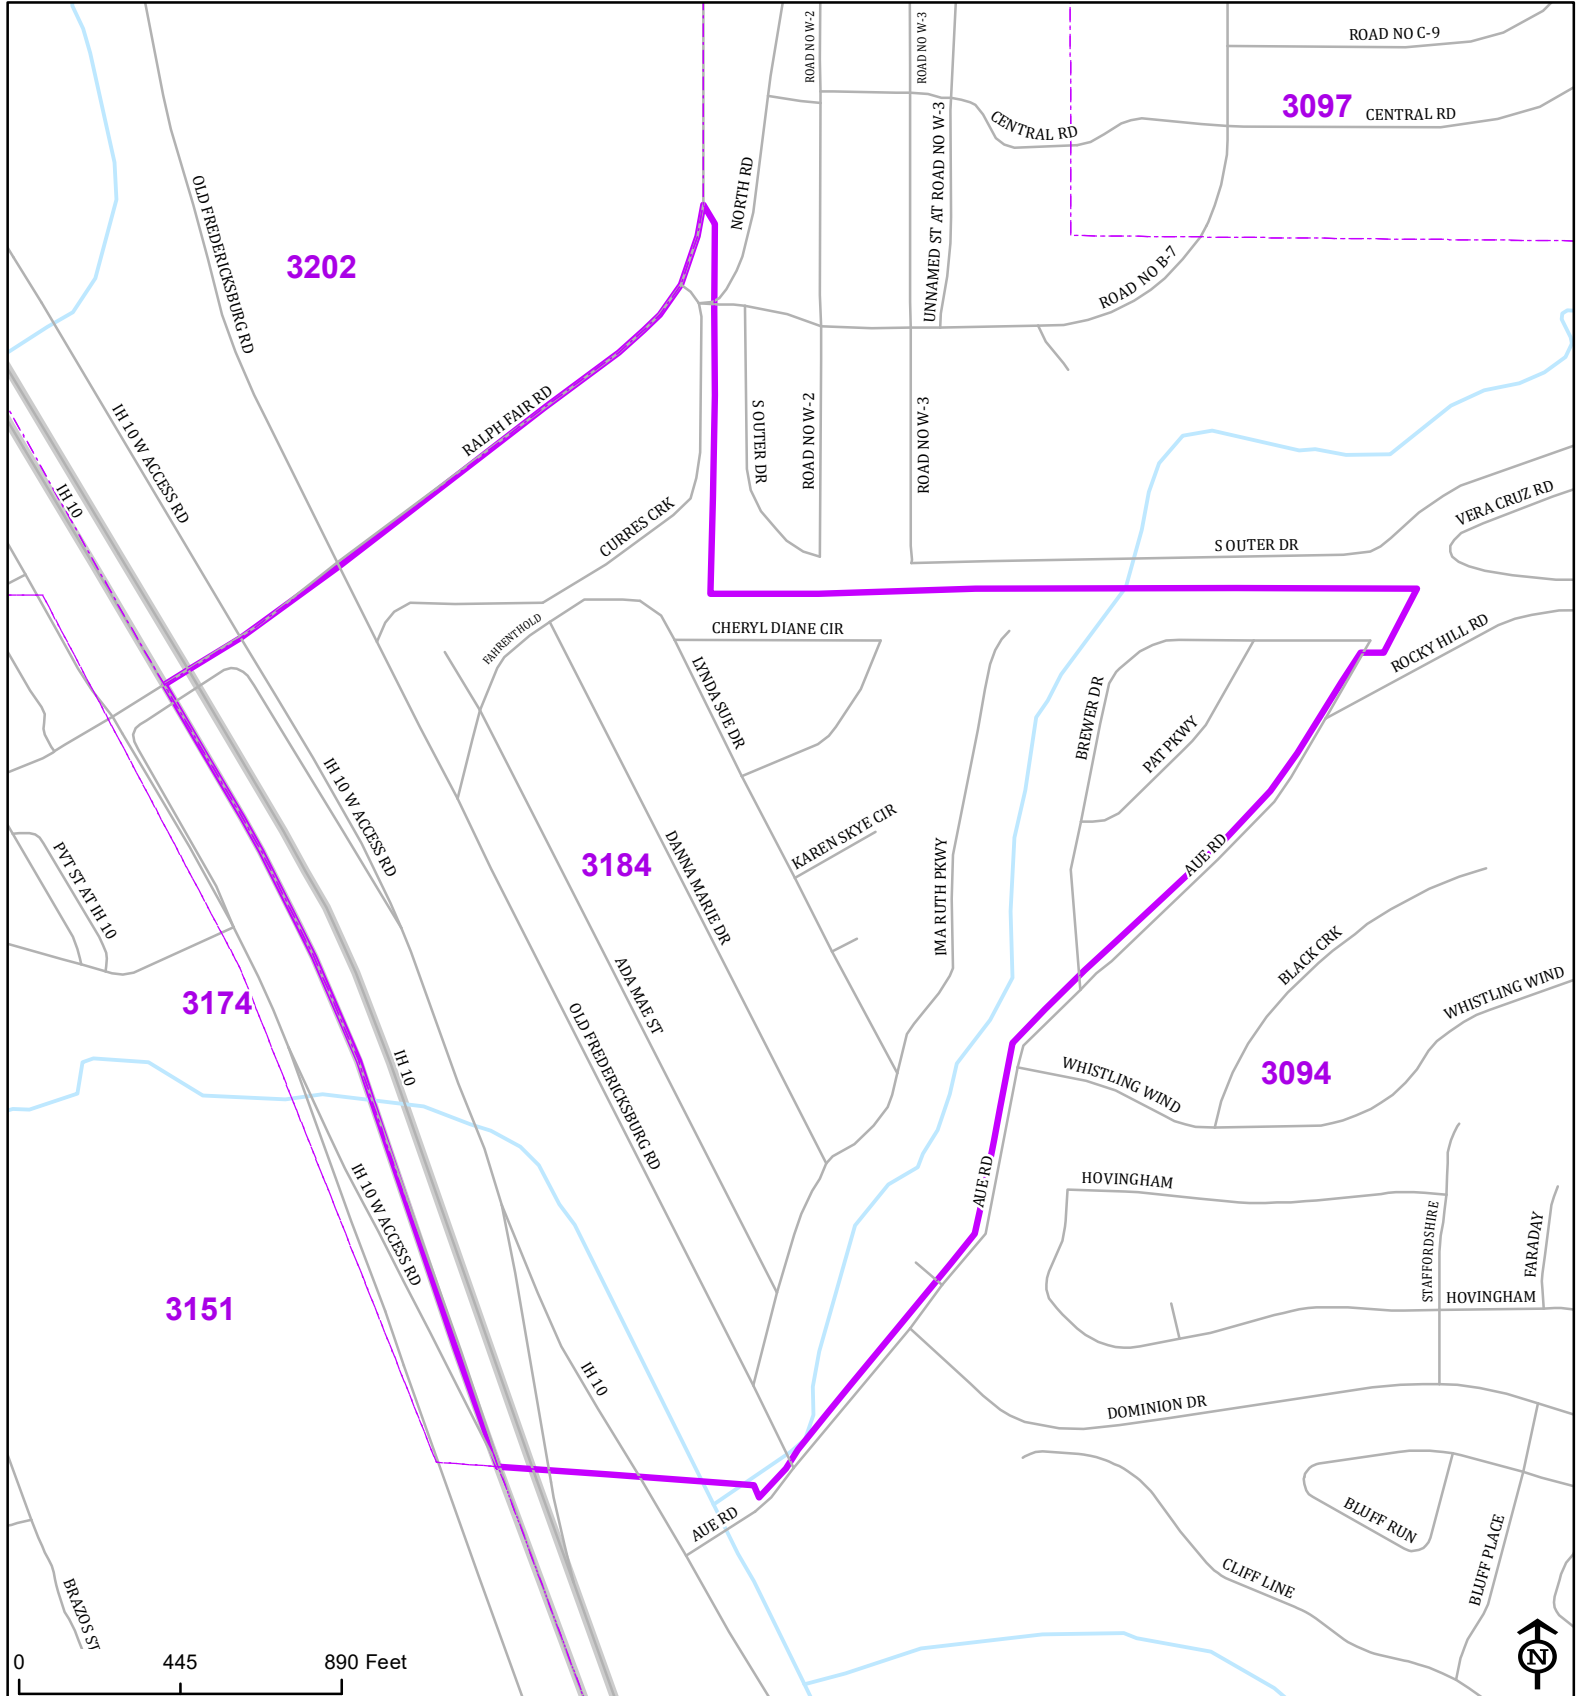 ROAD NO W-2
ROAD NO W-3
ROAD NO C-9
3097
CENTRAL RD
CENTRAL RD
UNNAMED ST AT ROAD NO W-3
NORTH RD
OLD FREDERICKSBURG RD
3202
ROAD NO B-7
RALPH FAIR RD
S OUTER DR
ROAD NO W-2
ROAD NO W-3
IH 10 W ACCESS RD
IH 10
CURRES CRK
VERA CRUZ RD
S OUTER DR
FAHRENTHOLD
CHERYL DIANE CIR
ROCKY HILL RD
LYNDA SUE DR
BREWER DR
PAT PKWY
IH 10 W ACCESS RD
KAREN SKYE CIR
3184
DANNA MARIE DR
IMA RUTH PKWY
AUE RD
PVT ST AT IH 10
BLACK CRK
WHISTLING WIND
3174
ADA MAE ST
OLD FREDERICKSBURG RD
IH 10
WHISTLING WIND
3094
AUE RD
HOVINGHAM
IH 10 W ACCESS RD
STAFFORDSHIRE
FARADAY
HOVINGHAM
3151
IH 10
DOMINION DR
AUE RD
BLUFF RUN
BLUFF PLACE
CLIFF LINE
BRAZOS ST
0 445 890 Feet
N